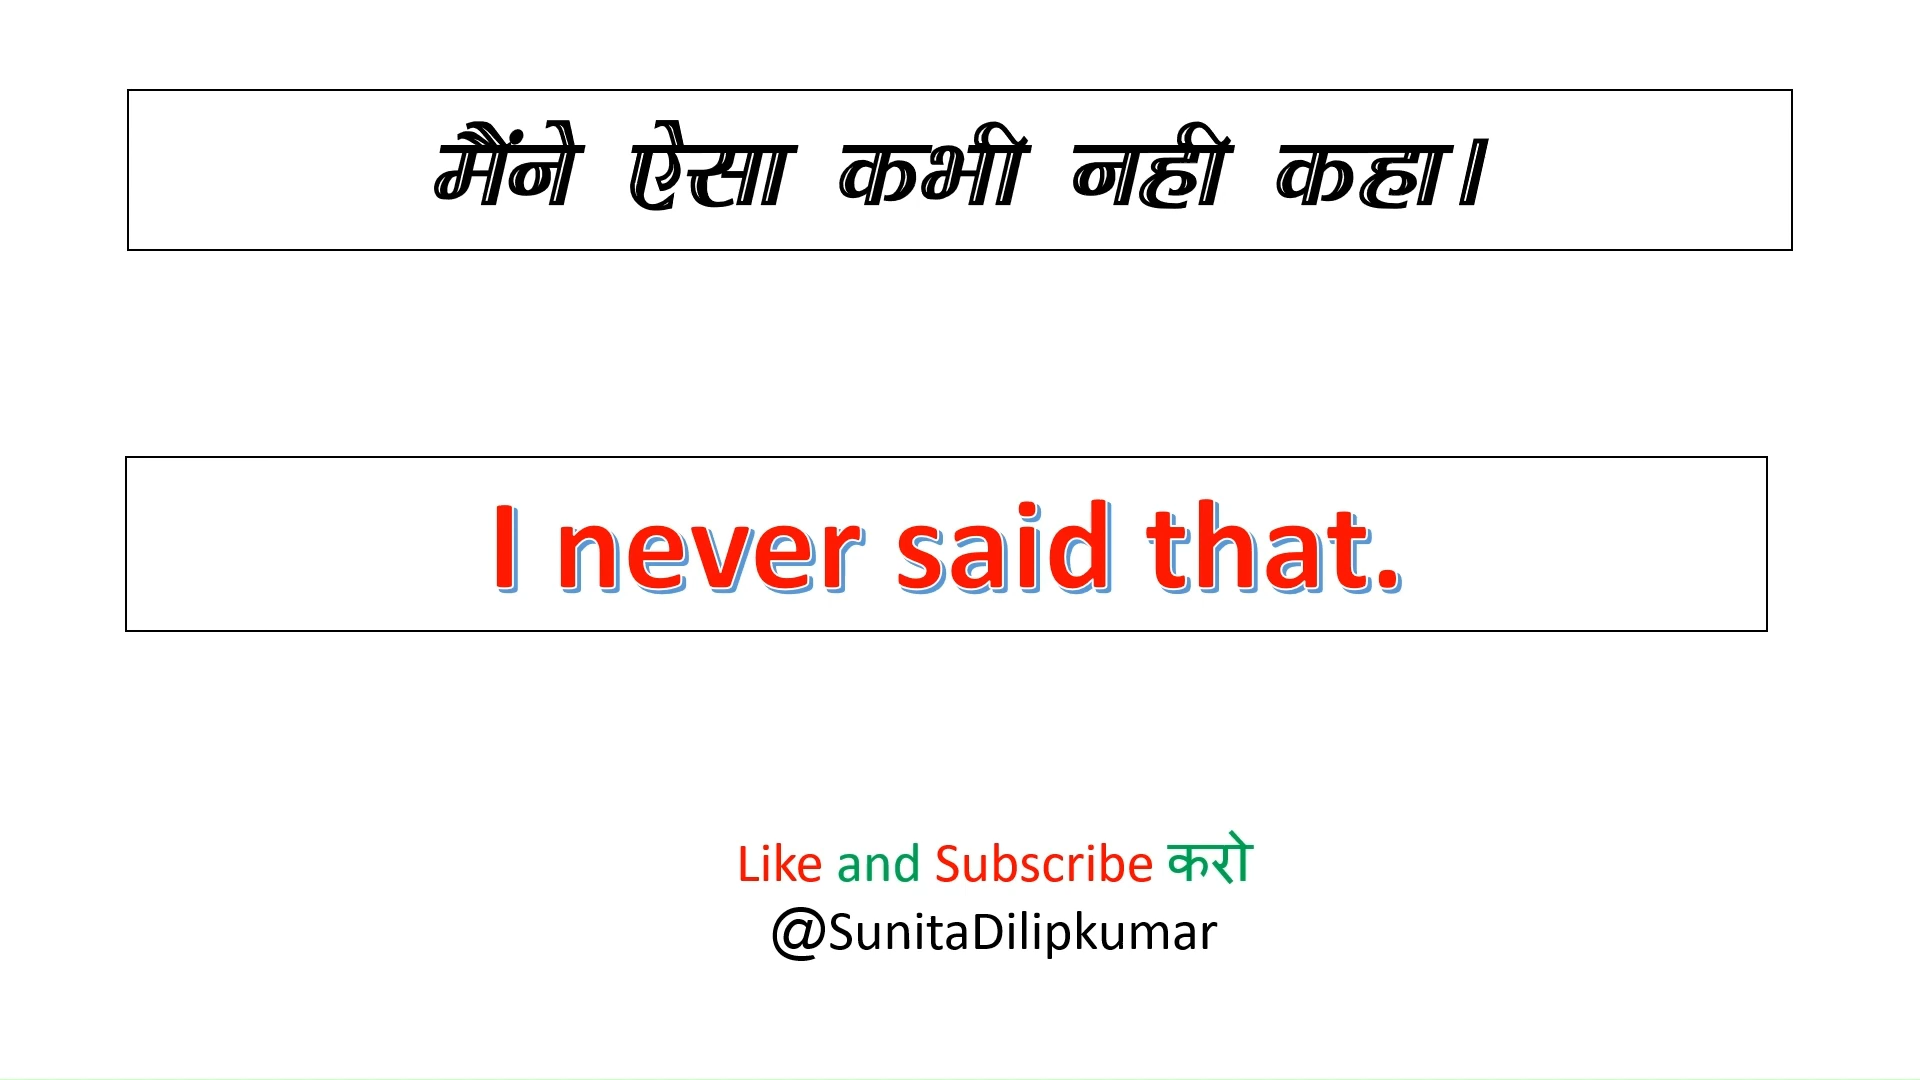 मैंने ऐसा कभी नहीं कहा।
I never said that.
Like and Subscribe करो
@SunitaDilipkumar